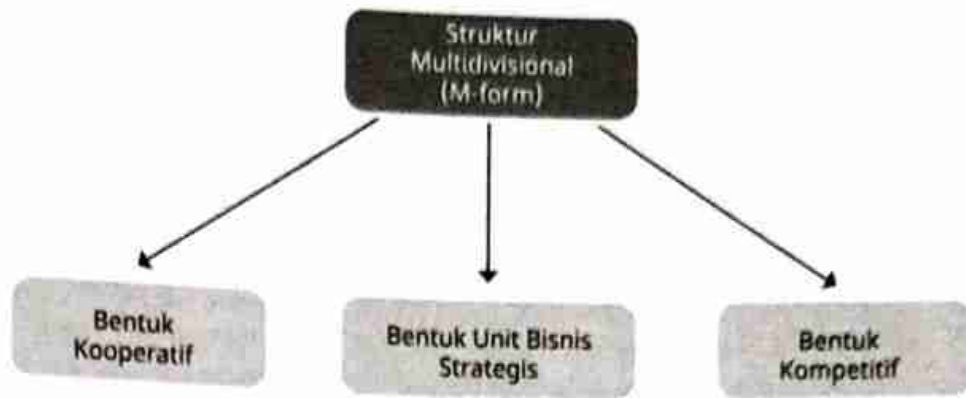 Struktur
Multidivisional
(M-form)
Bentuk
Kooperatif
Bentuk Unit Bisnis
Strategis
Bentuk
Kompetitif